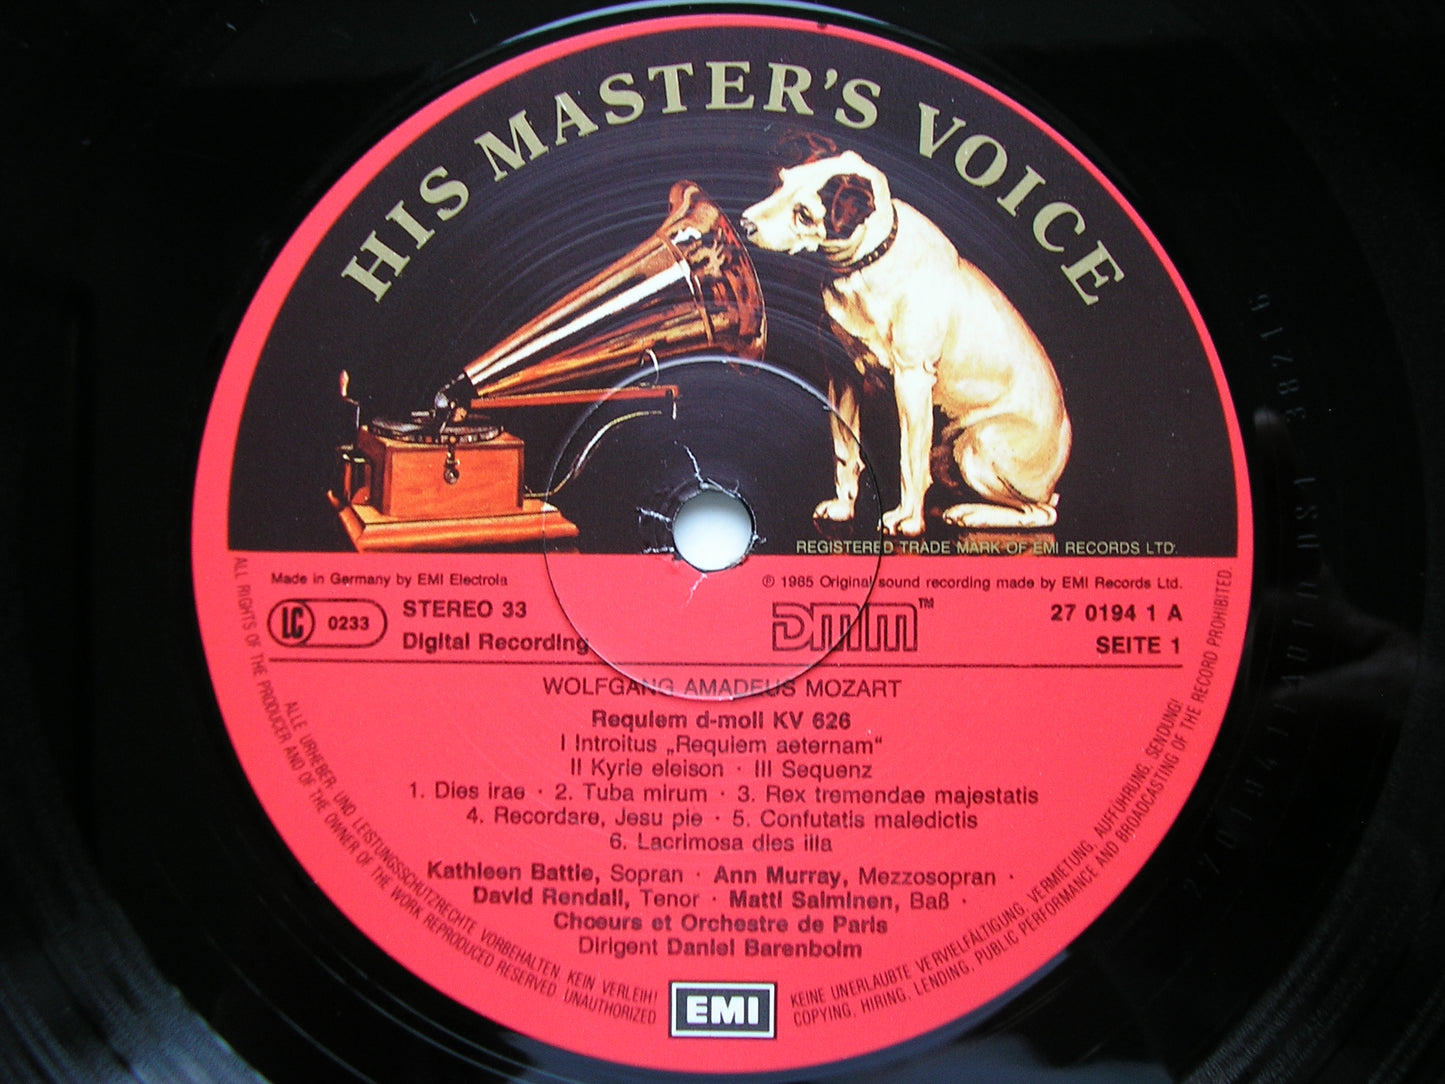 HIS MASTER'S VOICE
REGISTERED TRADE MARK OF EMI RECORDS LTD.
Made in Germany by EMI Electrola
℗ 1985 Original sound recording made by EMI Records Ltd.
LC 0233
STEREO 33
Digital Recording
DMM™
27 0194 1 A
SEITE 1
WOLFGANG AMADEUS MOZART
Requiem d-moll KV 626
I Introitus „Requiem aeternam“
II Kyrie eleison · III Sequenz
1. Dies irae · 2. Tuba mirum · 3. Rex tremendae majestatis
4. Recordare, Jesu pie · 5. Confutatis maledictis
6. Lacrimosa dies illa
Kathleen Battle, Sopran · Ann Murray, Mezzosopran ·
David Rendall, Tenor · Matti Salminen, Baß ·
Chœurs et Orchestre de Paris
Dirigent Daniel Barenboim
EMI
ALLE URHEBER- UND LEISTUNGSSCHUTZRECHTE VORBEHALTEN. KEIN VERLEIH! KEINE UNERLAUBTE VERVIELFÄLTIGUNG, VERMIETUNG, AUFFÜHRUNG, SENDUNG!
ALL RIGHTS OF THE PRODUCER AND OF THE OWNER OF THE WORK REPRODUCED RESERVED. UNAUTHORIZED COPYING, HIRING, LENDING, PUBLIC PERFORMANCE AND BROADCASTING OF THE RECORD PROHIBITED.
38216